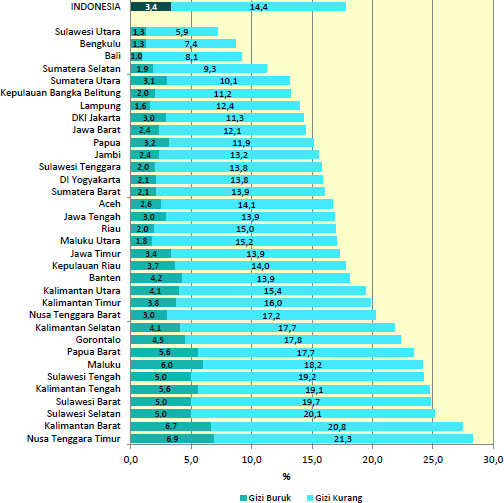 INDONESIA 3,4 14,4
Sulawesi Utara 1,3 5,9
Bengkulu 1,3 7,4
Bali 1,0 8,1
Sumatera Selatan 1,9 9,3
Sumatera Utara 3,1 10,1
Kepulauan Bangka Belitung 2,0 11,2
Lampung 1,6 12,4
DKI Jakarta 3,0 11,3
Jawa Barat 2,4 12,1
Papua 3,2 11,9
Jambi 2,4 13,2
Sulawesi Tenggara 2,0 13,8
DI Yogyakarta 2,1 13,8
Sumatera Barat 2,1 13,9
Aceh 2,6 14,1
Jawa Tengah 3,0 13,9
Riau 2,0 15,0
Maluku Utara 1,8 15,2
Jawa Timur 3,4 13,9
Kepulauan Riau 3,7 14,0
Banten 4,2 13,9
Kalimantan Utara 4,1 15,4
Kalimantan Timur 3,8 16,0
Nusa Tenggara Barat 3,0 17,2
Kalimantan Selatan 4,1 17,7
Gorontalo 4,5 17,8
Papua Barat 5,6 17,7
Maluku 6,0 18,2
Sulawesi Tengah 5,0 19,2
Kalimantan Tengah 5,6 19,1
Sulawesi Barat 5,0 19,7
Sulawesi Selatan 5,0 20,1
Kalimantan Barat 6,7 20,8
Nusa Tenggara Timur 6,9 21,3
0,0 5,0 10,0 15,0 20,0 25,0 30,0
%
Gizi Buruk Gizi Kurang